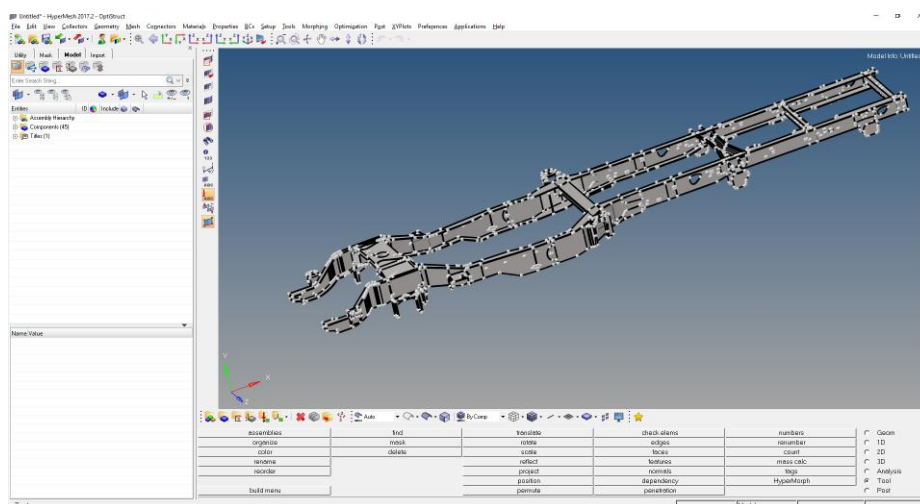 Untitled* - HyperMesh 2017.2 - OptiStruct
File Edit View Collectors Geometry Mesh Connectors Materials Properties BCs Setup Tools Morphing Optimization Post XYPlots Preferences Applications Help
Utility Mask Model Import
Model Info: Untitled
Enter Search String...
Entities ID Include
Assembly Hierarchy
Components (45)
Titles (1)
123
Name Value
Y
X
Z
Auto By Comp
assemblies find translate check elems numbers Geom
organize mask rotate edges renumber 1D
color delete scale faces count 2D
rename reflect features mass calc 3D
reorder project normals tags Analysis
position dependency HyperMorph Tool
build menu permute penetration Post